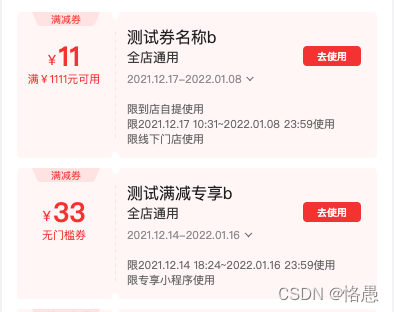 满减券
¥11
满￥1111元可用
测试券名称b
全店通用
2021.12.17-2022.01.08
去使用
限到店自提使用
限2021.12.17 10:31~2022.01.08 23:59使用
限线下门店使用
满减券
¥33
无门槛券
测试满减专享b
全店通用
2021.12.14-2022.01.16
去使用
限2021.12.14 18:24~2022.01.16 23:59使用
限专享小程序使用
CSDN @恪愚